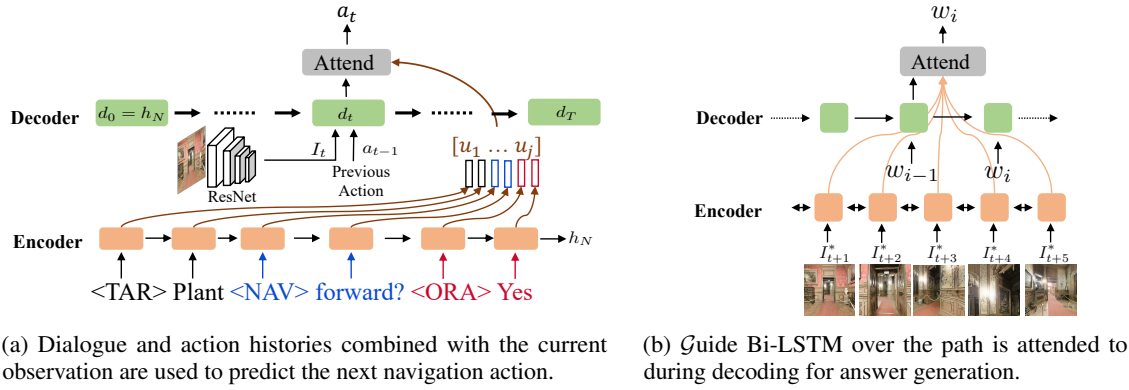 a_t
Attend
Decoder
d_0 = h_N
d_t
d_T
I_t
a_{t-1}
Previous
Action
ResNet
[u_1 ... u_j]
Encoder
h_N
<TAR> Plant <NAV> forward? <ORA> Yes
(a) Dialogue and action histories combined with the current
observation are used to predict the next navigation action.
w_i
Attend
Decoder
w_{i-1}
w_i
Encoder
I*_{t+1} I*_{t+2} I*_{t+3} I*_{t+4} I*_{t+5}
(b) 𝒢uide Bi-LSTM over the path is attended to
during decoding for answer generation.